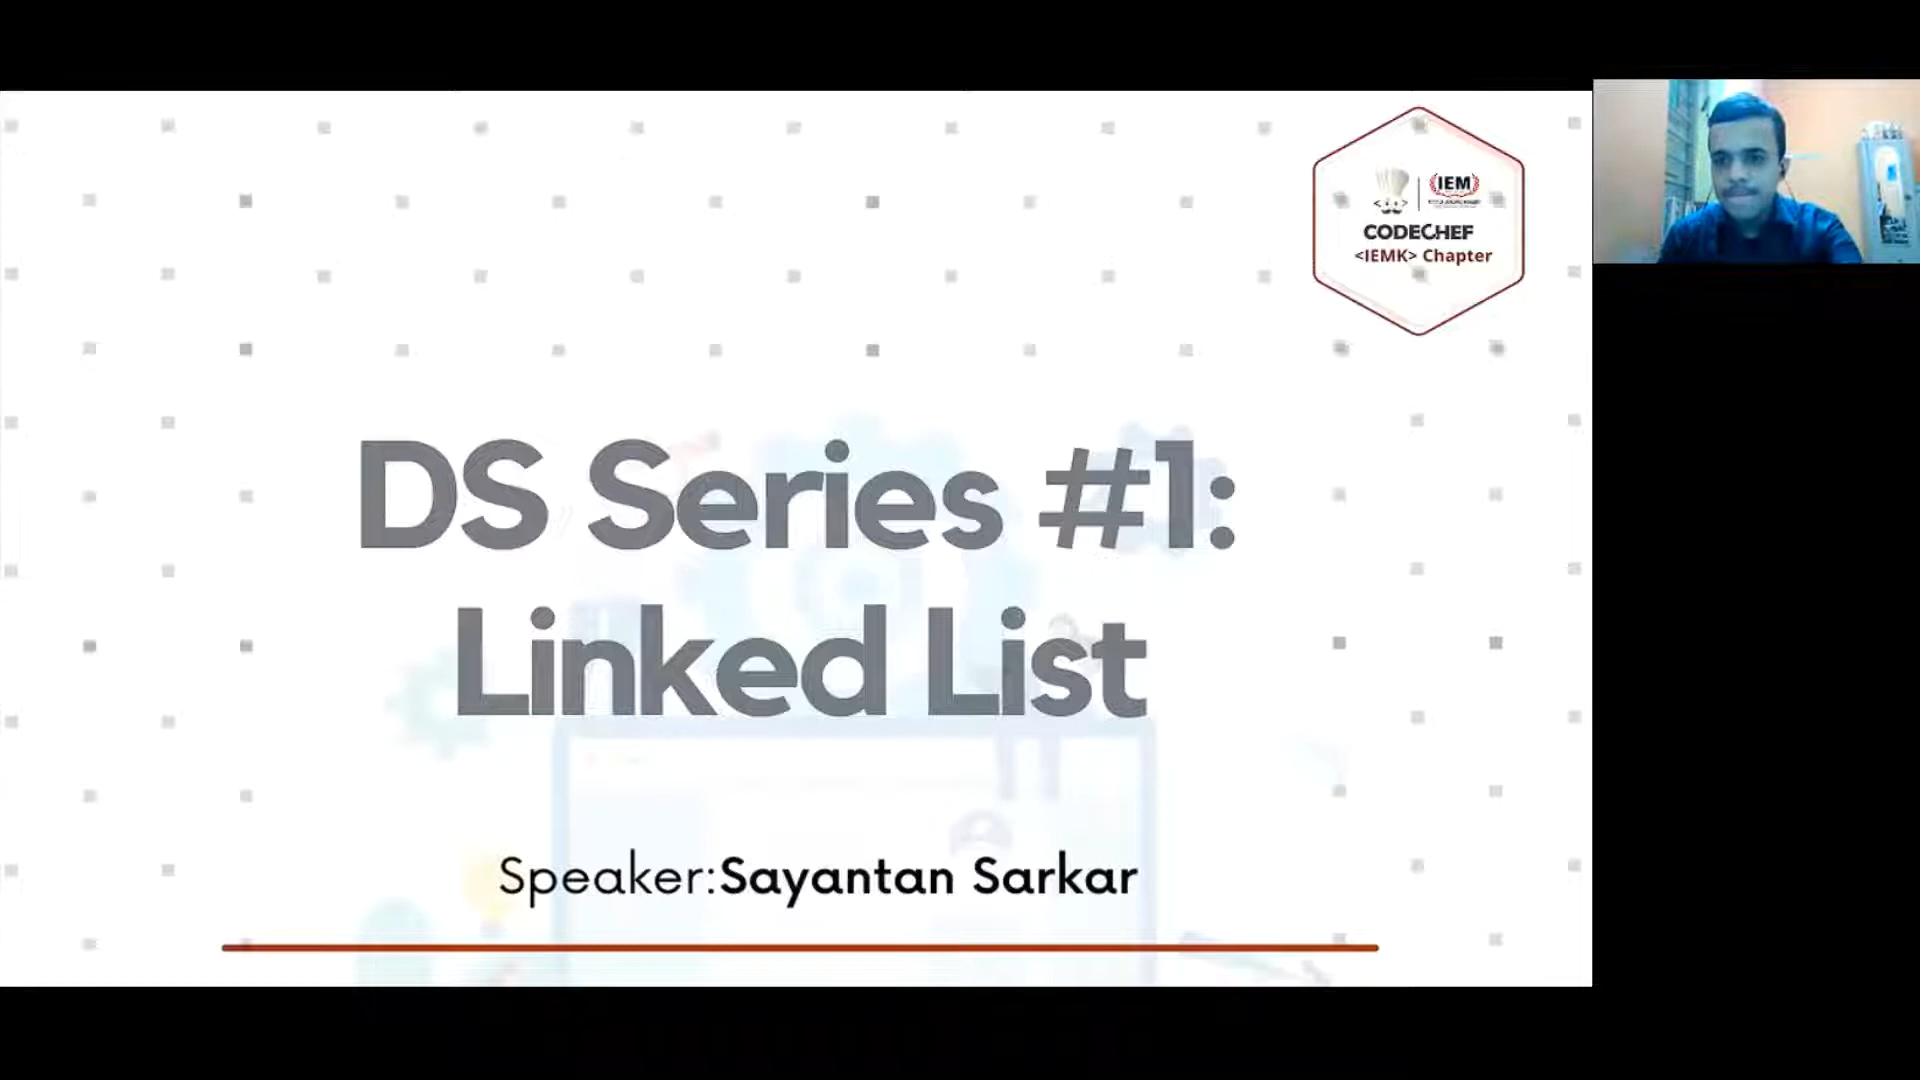 IEM
CODECHEF
<IEMK> Chapter
DS Series #1:
Linked List
Speaker:Sayantan Sarkar